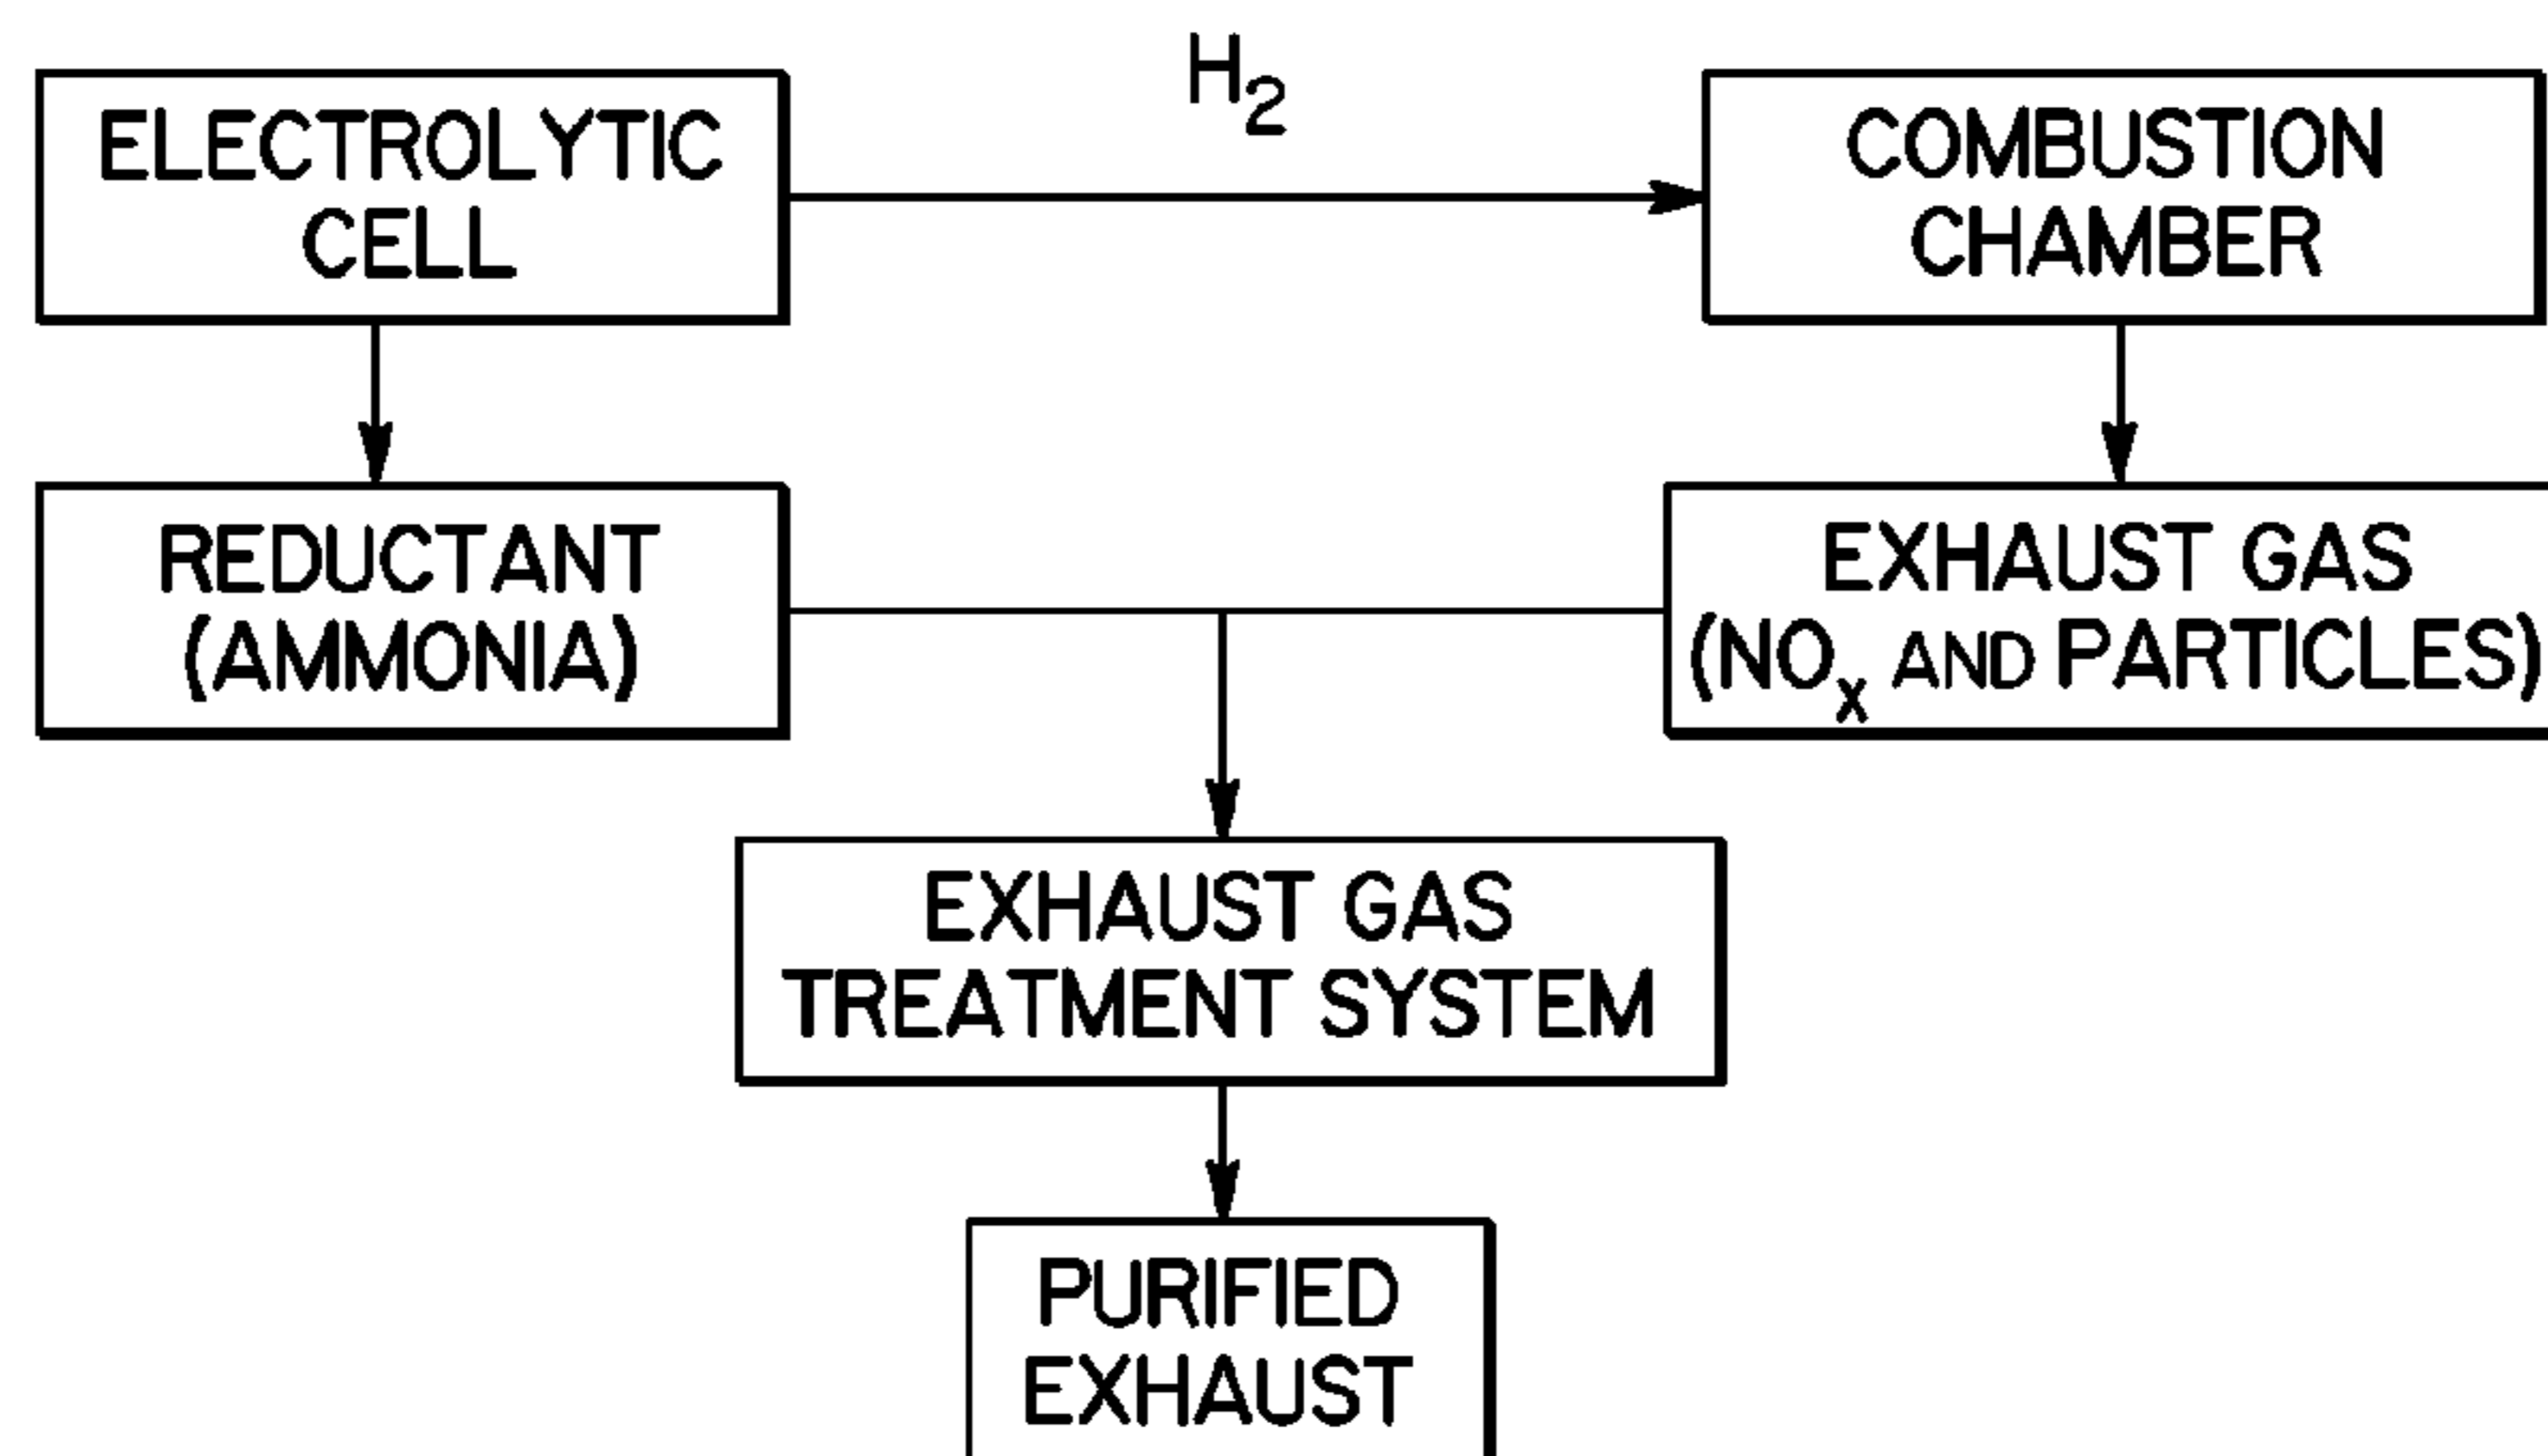 H₂
ELECTROLYTIC
CELL
COMBUSTION
CHAMBER
REDUCTANT
(AMMONIA)
EXHAUST GAS
(NOₓ AND PARTICLES)
EXHAUST GAS
TREATMENT SYSTEM
PURIFIED
EXHAUST